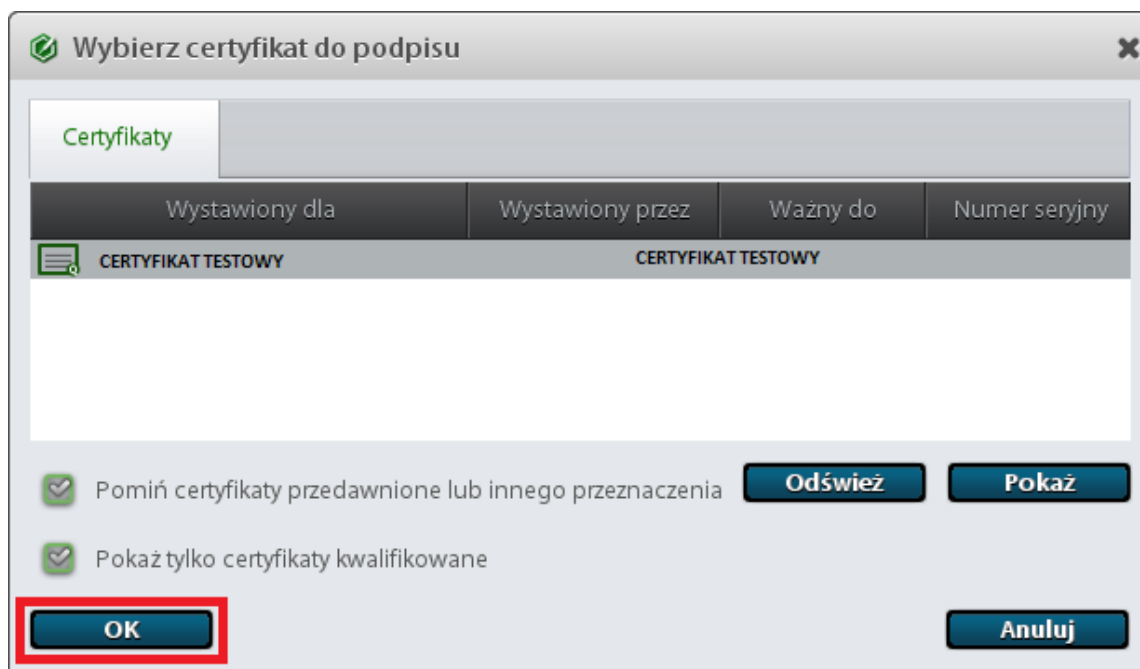 Wybierz certyfikat do podpisu
Certyfikaty
Wystawiony dla Wystawiony przez Ważny do Numer seryjny
CERTYFIKAT TESTOWY CERTYFIKAT TESTOWY
Pomiń certyfikaty przedawnione lub innego przeznaczenia Odśwież Pokaż
Pokaż tylko certyfikaty kwalifikowane
OK Anuluj